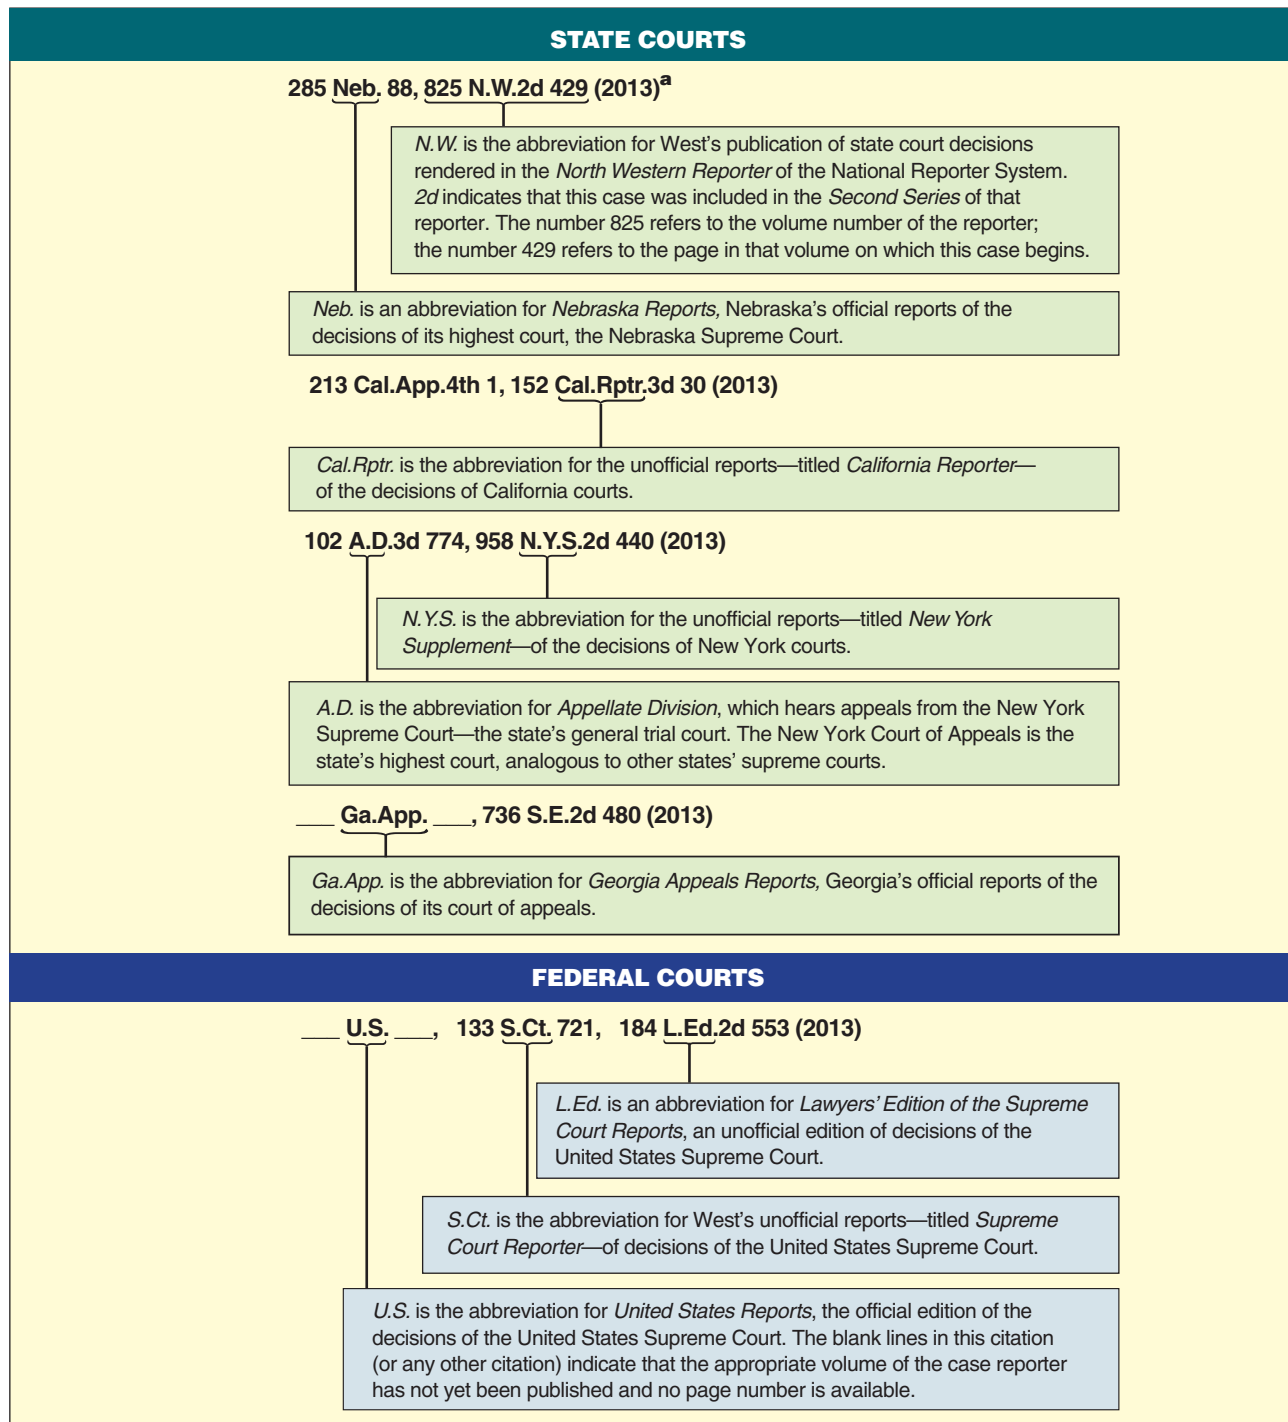 STATE COURTS
285 Neb. 88, 825 N.W.2d 429 (2013)a
N.W. is the abbreviation for West's publication of state court decisions
rendered in the North Western Reporter of the National Reporter System.
2d indicates that this case was included in the Second Series of that
reporter. The number 825 refers to the volume number of the reporter;
the number 429 refers to the page in that volume on which this case begins.
Neb. is an abbreviation for Nebraska Reports, Nebraska's official reports of the
decisions of its highest court, the Nebraska Supreme Court.
213 Cal.App.4th 1, 152 Cal.Rptr.3d 30 (2013)
Cal.Rptr. is the abbreviation for the unofficial reports—titled California Reporter—
of the decisions of California courts.
102 A.D.3d 774, 958 N.Y.S.2d 440 (2013)
N.Y.S. is the abbreviation for the unofficial reports—titled New York
Supplement—of the decisions of New York courts.
A.D. is the abbreviation for Appellate Division, which hears appeals from the New York
Supreme Court—the state's general trial court. The New York Court of Appeals is the
state's highest court, analogous to other states' supreme courts.
___ Ga.App. ___, 736 S.E.2d 480 (2013)
Ga.App. is the abbreviation for Georgia Appeals Reports, Georgia's official reports of the
decisions of its court of appeals.
FEDERAL COURTS
___ U.S. ___, 133 S.Ct. 721, 184 L.Ed.2d 553 (2013)
L.Ed. is an abbreviation for Lawyers' Edition of the Supreme
Court Reports, an unofficial edition of decisions of the
United States Supreme Court.
S.Ct. is the abbreviation for West's unofficial reports—titled Supreme
Court Reporter—of decisions of the United States Supreme Court.
U.S. is the abbreviation for United States Reports, the official edition of the
decisions of the United States Supreme Court. The blank lines in this citation
(or any other citation) indicate that the appropriate volume of the case reporter
has not yet been published and no page number is available.